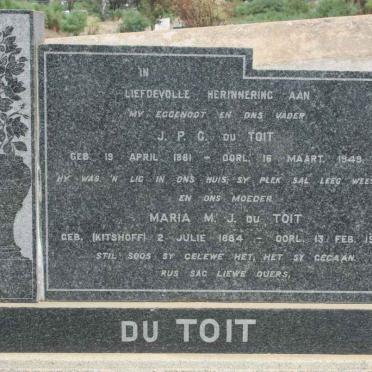 IN
LIEFDEVOLLE HERINNERING AAN
MY EGGENOOT EN ONS VADER
J. P. G. DU TOIT
GEB. 19 APRIL 1881 - OORL. 16 MAART. 1949.
HY WAS 'N LIG IN ONS HUIS, SY PLEK SAL LEEG WEES
EN ONS MOEDER
MARIA M. J. DU TOIT
GEB. (KITSHOFF) 2 JULIE 1884 - OORL. 13 FEB.
STIL SOOS SY GELEWE HET, HET SY GEGAAN.
RUS SAG LIEWE OUERS,
DU TOIT